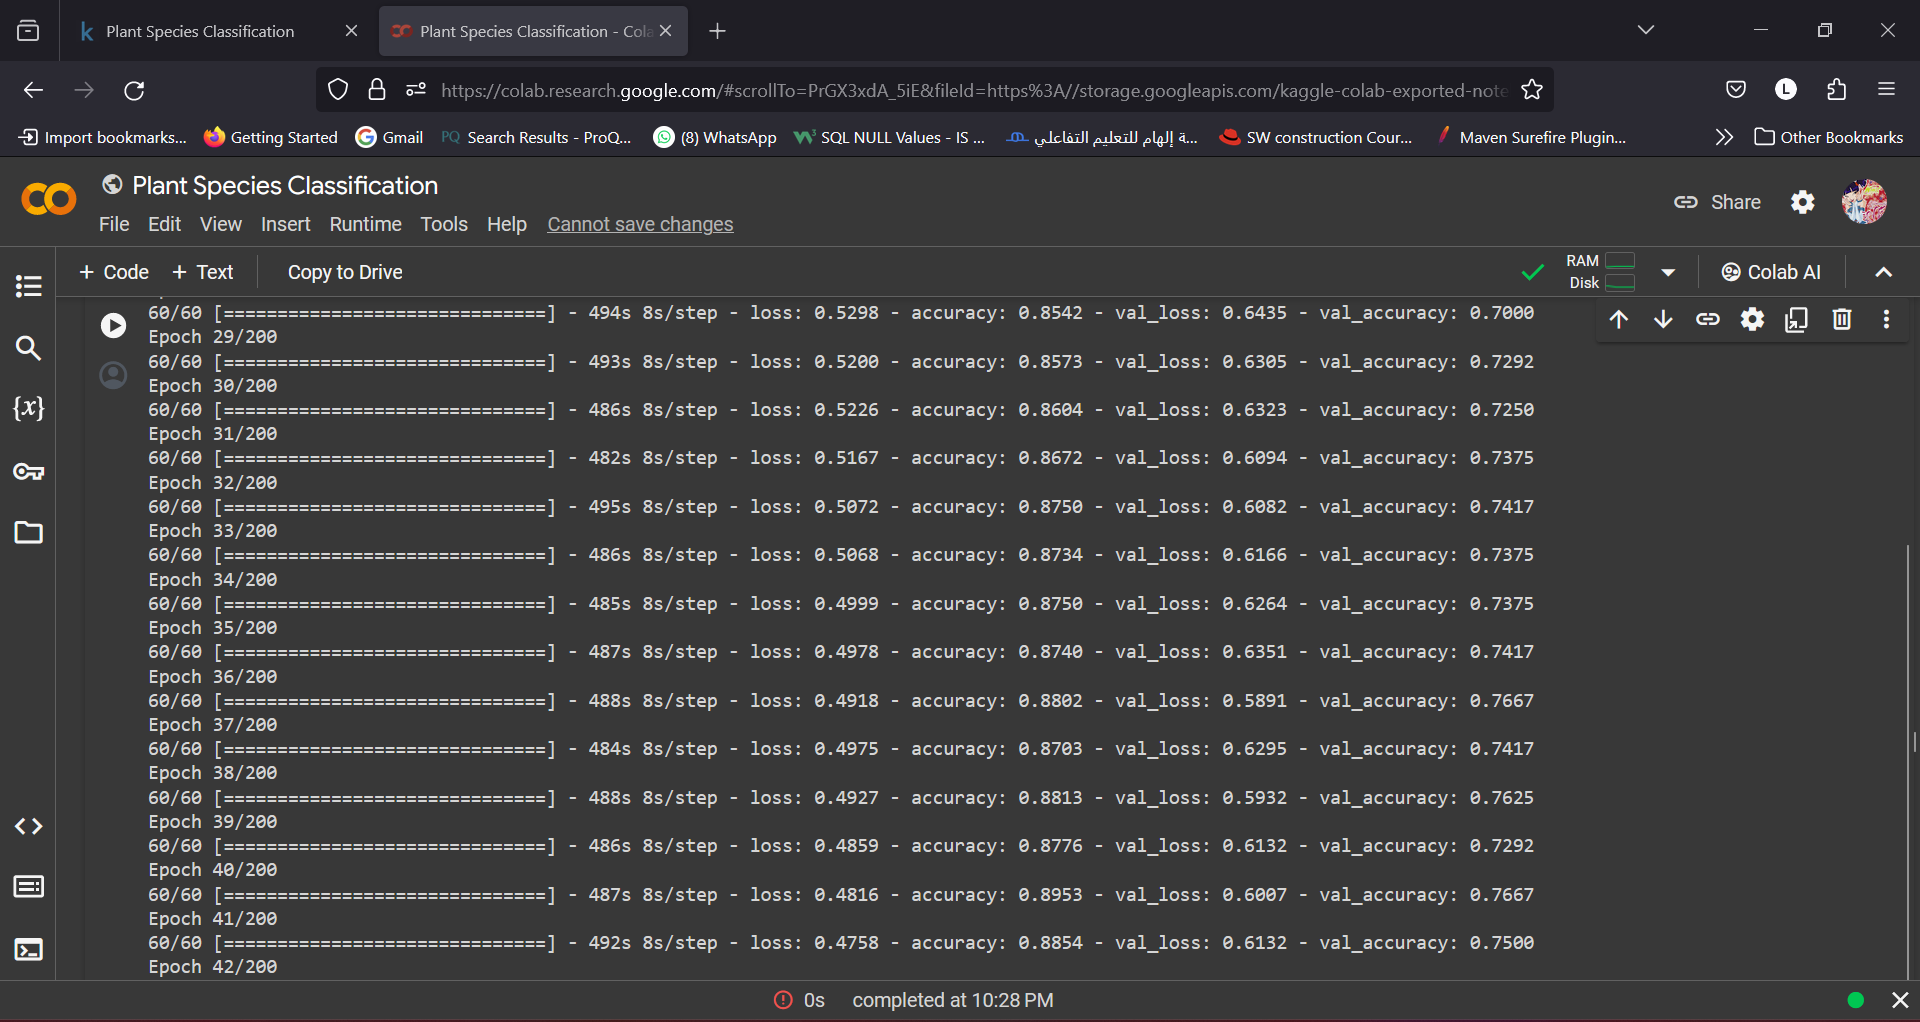 Plant Species Classification
Plant Species Classification - Cola
https://colab.research.google.com/#scrollTo=PrGX3xdA_5iE&fileId=https%3A//storage.googleapis.com/kaggle-colab-exported-note
L
Import bookmarks...
Getting Started
Gmail
PQ Search Results - ProQ...
(8) WhatsApp
SQL NULL Values - IS ...
ة إلهام للتعليم التفاعلي...
SW construction Cour...
Maven Surefire Plugin...
Other Bookmarks
Plant Species Classification
File Edit View Insert Runtime Tools Help Cannot save changes
Share
+ Code + Text Copy to Drive
RAM
Disk
Colab AI
60/60 [==============================] - 494s 8s/step - loss: 0.5298 - accuracy: 0.8542 - val_loss: 0.6435 - val_accuracy: 0.7000
Epoch 29/200
60/60 [==============================] - 493s 8s/step - loss: 0.5200 - accuracy: 0.8573 - val_loss: 0.6305 - val_accuracy: 0.7292
Epoch 30/200
60/60 [==============================] - 486s 8s/step - loss: 0.5226 - accuracy: 0.8604 - val_loss: 0.6323 - val_accuracy: 0.7250
Epoch 31/200
60/60 [==============================] - 482s 8s/step - loss: 0.5167 - accuracy: 0.8672 - val_loss: 0.6094 - val_accuracy: 0.7375
Epoch 32/200
60/60 [==============================] - 495s 8s/step - loss: 0.5072 - accuracy: 0.8750 - val_loss: 0.6082 - val_accuracy: 0.7417
Epoch 33/200
60/60 [==============================] - 486s 8s/step - loss: 0.5068 - accuracy: 0.8734 - val_loss: 0.6166 - val_accuracy: 0.7375
Epoch 34/200
60/60 [==============================] - 485s 8s/step - loss: 0.4999 - accuracy: 0.8750 - val_loss: 0.6264 - val_accuracy: 0.7375
Epoch 35/200
60/60 [==============================] - 487s 8s/step - loss: 0.4978 - accuracy: 0.8740 - val_loss: 0.6351 - val_accuracy: 0.7417
Epoch 36/200
60/60 [==============================] - 488s 8s/step - loss: 0.4918 - accuracy: 0.8802 - val_loss: 0.5891 - val_accuracy: 0.7667
Epoch 37/200
60/60 [==============================] - 484s 8s/step - loss: 0.4975 - accuracy: 0.8703 - val_loss: 0.6295 - val_accuracy: 0.7417
Epoch 38/200
60/60 [==============================] - 488s 8s/step - loss: 0.4927 - accuracy: 0.8813 - val_loss: 0.5932 - val_accuracy: 0.7625
Epoch 39/200
60/60 [==============================] - 486s 8s/step - loss: 0.4859 - accuracy: 0.8776 - val_loss: 0.6132 - val_accuracy: 0.7292
Epoch 40/200
60/60 [==============================] - 487s 8s/step - loss: 0.4816 - accuracy: 0.8953 - val_loss: 0.6007 - val_accuracy: 0.7667
Epoch 41/200
60/60 [==============================] - 492s 8s/step - loss: 0.4758 - accuracy: 0.8854 - val_loss: 0.6132 - val_accuracy: 0.7500
Epoch 42/200
0s completed at 10:28 PM